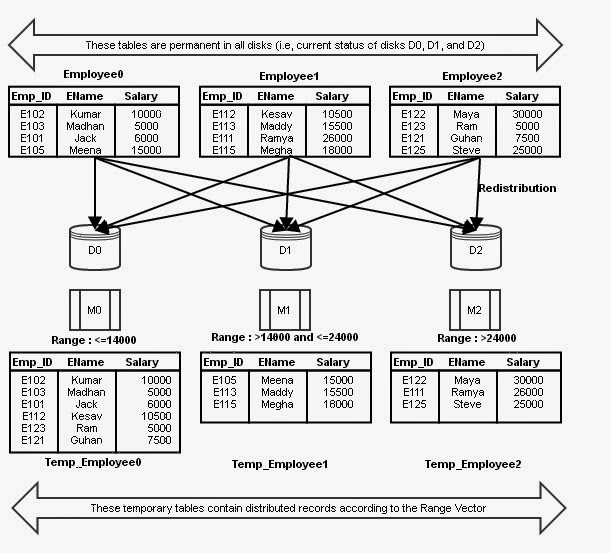 These tables are permanent in all disks (i.e, current status of disks D0, D1, and D2)
Employee0 Employee1 Employee2
Emp_ID EName Salary Emp_ID EName Salary Emp_ID EName Salary
E102 Kumar 10000 E112 Kesav 10500 E122 Maya 30000
E103 Madhan 5000 E113 Maddy 15500 E123 Ram 5000
E101 Jack 6000 E111 Ramya 26000 E121 Guhan 7500
E105 Meena 15000 E115 Megha 18000 E125 Steve 25000
Redistribution
D0 D1 D2
M0 M1 M2
Range : <=14000 Range : >14000 and <=24000 Range : >24000
Emp_ID EName Salary Emp_ID EName Salary Emp_ID EName Salary
E102 Kumar 10000 E105 Meena 15000 E122 Maya 30000
E103 Madhan 5000 E113 Maddy 15500 E111 Ramya 26000
E101 Jack 6000 E115 Megha 18000 E125 Steve 25000
E112 Kesav 10500
E123 Ram 5000
E121 Guhan 7500
Temp_Employee0 Temp_Employee1 Temp_Employee2
These temporary tables contain distributed records according to the Range Vector